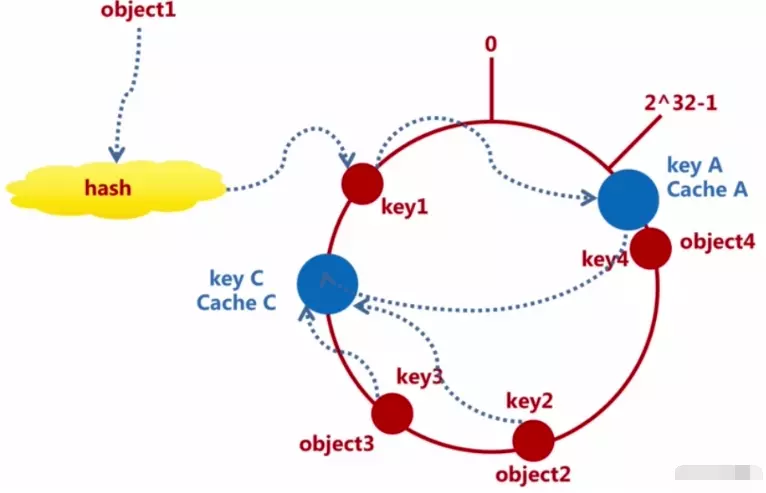 object1
0
2^32-1
hash
key A
Cache A
key1
object4
key4
key C
Cache C
key3
key2
object3
object2